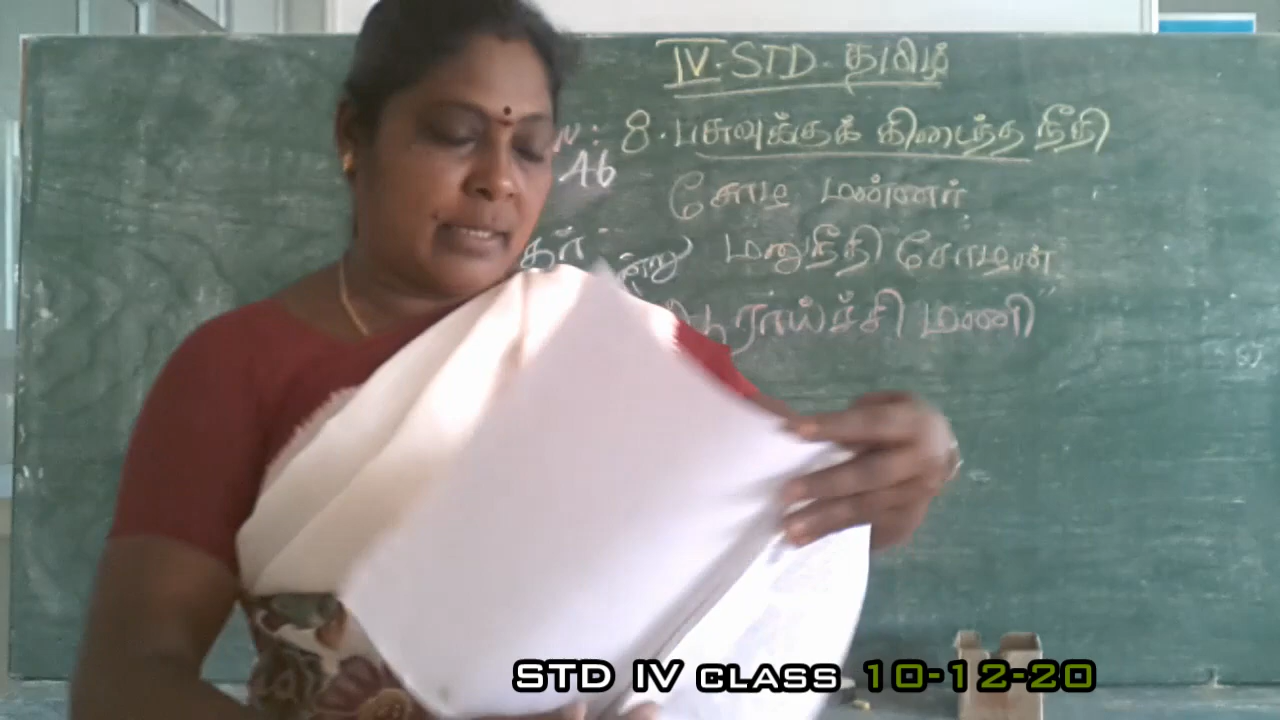 IV-STD-தமிழ்
8. பசுவுக்குக் கிடைத்த நீதி
46
சோழ மன்னர்
மனுநீதி சோழன்
ஆராய்ச்சி மணி"
STD IV CLASS 10-12-20